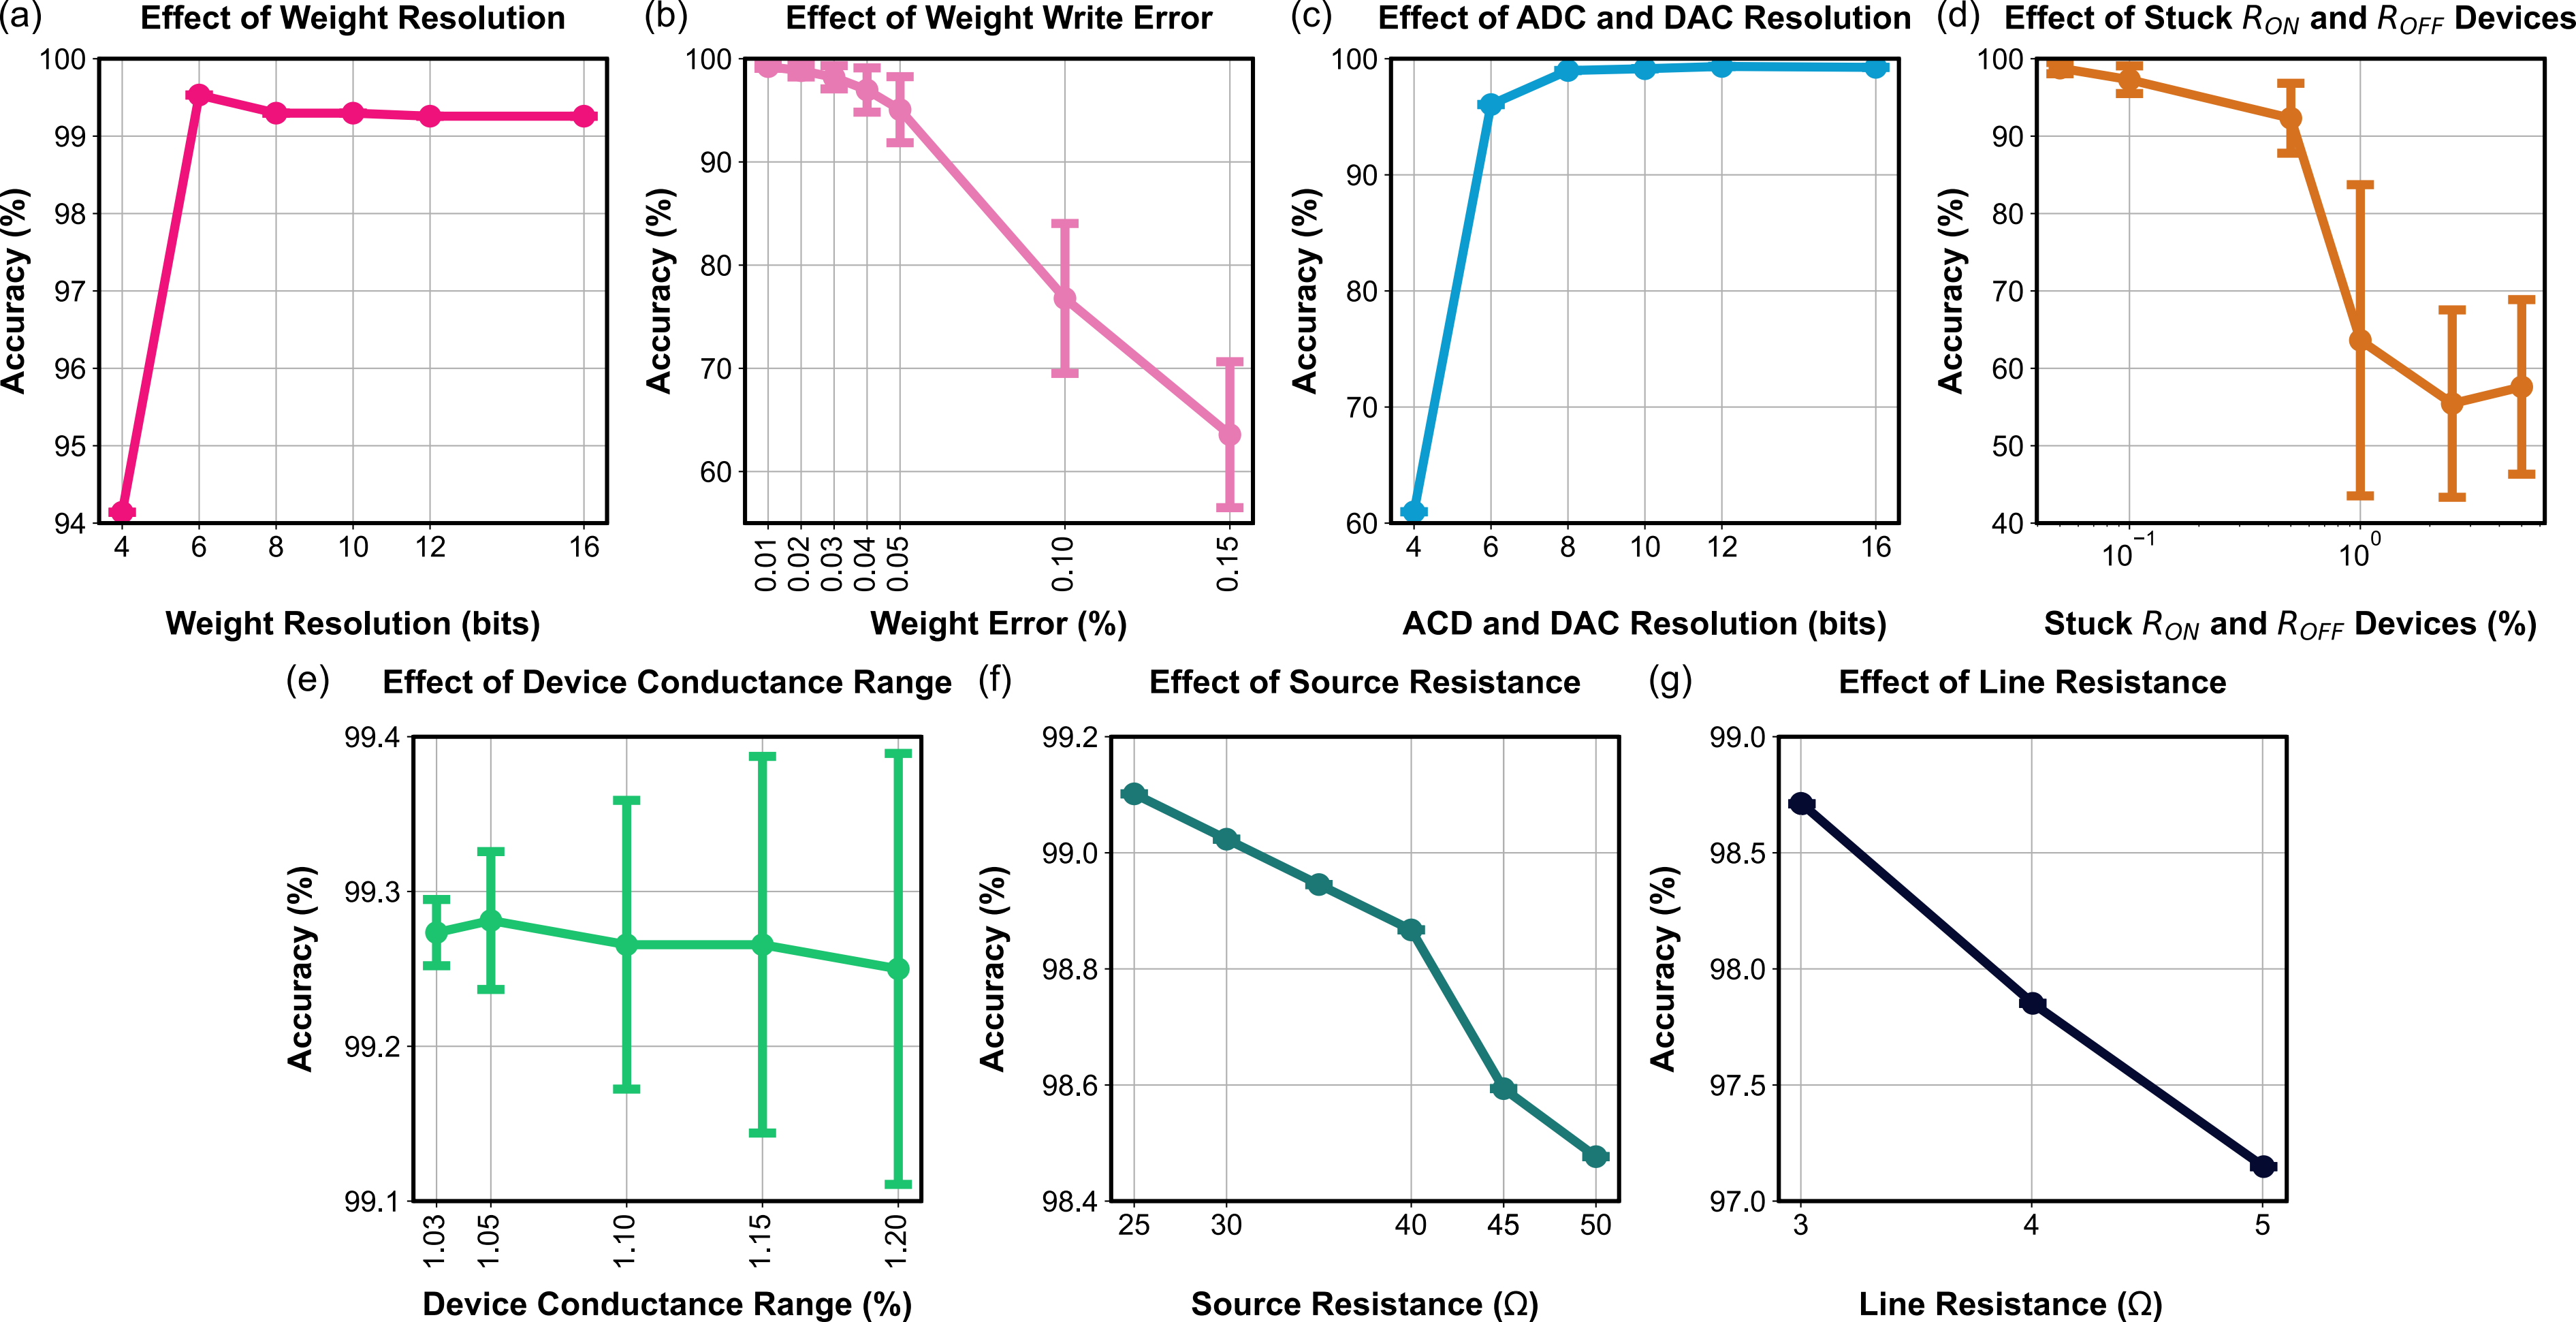 (a) Effect of Weight Resolution
100
99
98
97
96
95
94
Accuracy (%)
4 6 8 10 12 16
Weight Resolution (bits)
(b) Effect of Weight Write Error
100
90
80
70
60
Accuracy (%)
0.01 0.02 0.03 0.04 0.05 0.10 0.15
Weight Error (%)
(c) Effect of ADC and DAC Resolution
100
90
80
70
60
Accuracy (%)
4 6 8 10 12 16
ACD and DAC Resolution (bits)
(d) Effect of Stuck R_ON and R_OFF Devices
100
90
80
70
60
50
40
Accuracy (%)
10⁻¹ 10⁰
Stuck R_ON and R_OFF Devices (%)
(e) Effect of Device Conductance Range
99.4
99.3
99.2
99.1
Accuracy (%)
1.03 1.05 1.10 1.15 1.20
Device Conductance Range (%)
(f) Effect of Source Resistance
99.2
99.0
98.8
98.6
98.4
Accuracy (%)
25 30 40 45 50
Source Resistance (Ω)
(g) Effect of Line Resistance
99.0
98.5
98.0
97.5
97.0
Accuracy (%)
3 4 5
Line Resistance (Ω)